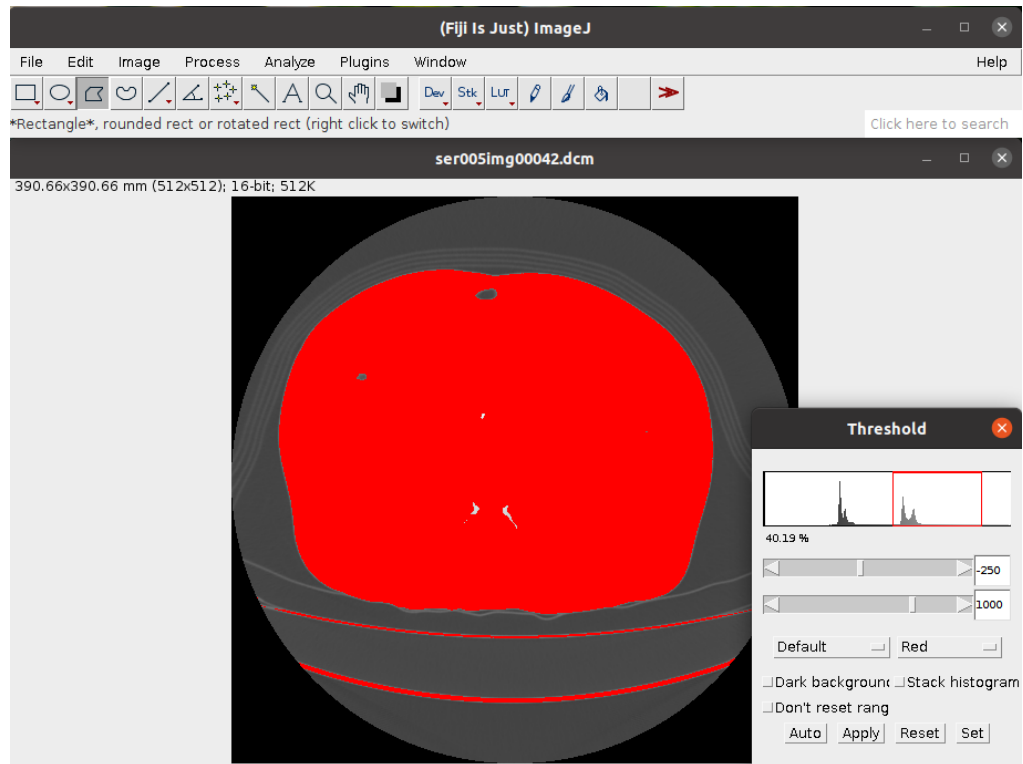 (Fiji Is Just) ImageJ
File Edit Image Process Analyze Plugins Window Help
A Dev Stk LUT
*Rectangle*, rounded rect or rotated rect (right click to switch) Click here to search
ser005img00042.dcm
390.66x390.66 mm (512x512); 16-bit; 512K
Threshold
40.19 %
-250
1000
Default Red
Dark background Stack histogram
Don't reset rang
Auto Apply Reset Set